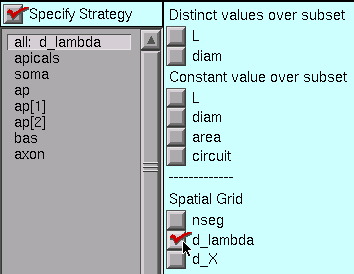 Specify Strategy
all: d_lambda
apicals
soma
ap
ap[1]
ap[2]
bas
axon
Distinct values over subset
L
diam
Constant value over subset
L
diam
area
circuit
-------------
Spatial Grid
nseg
d_lambda
d_X